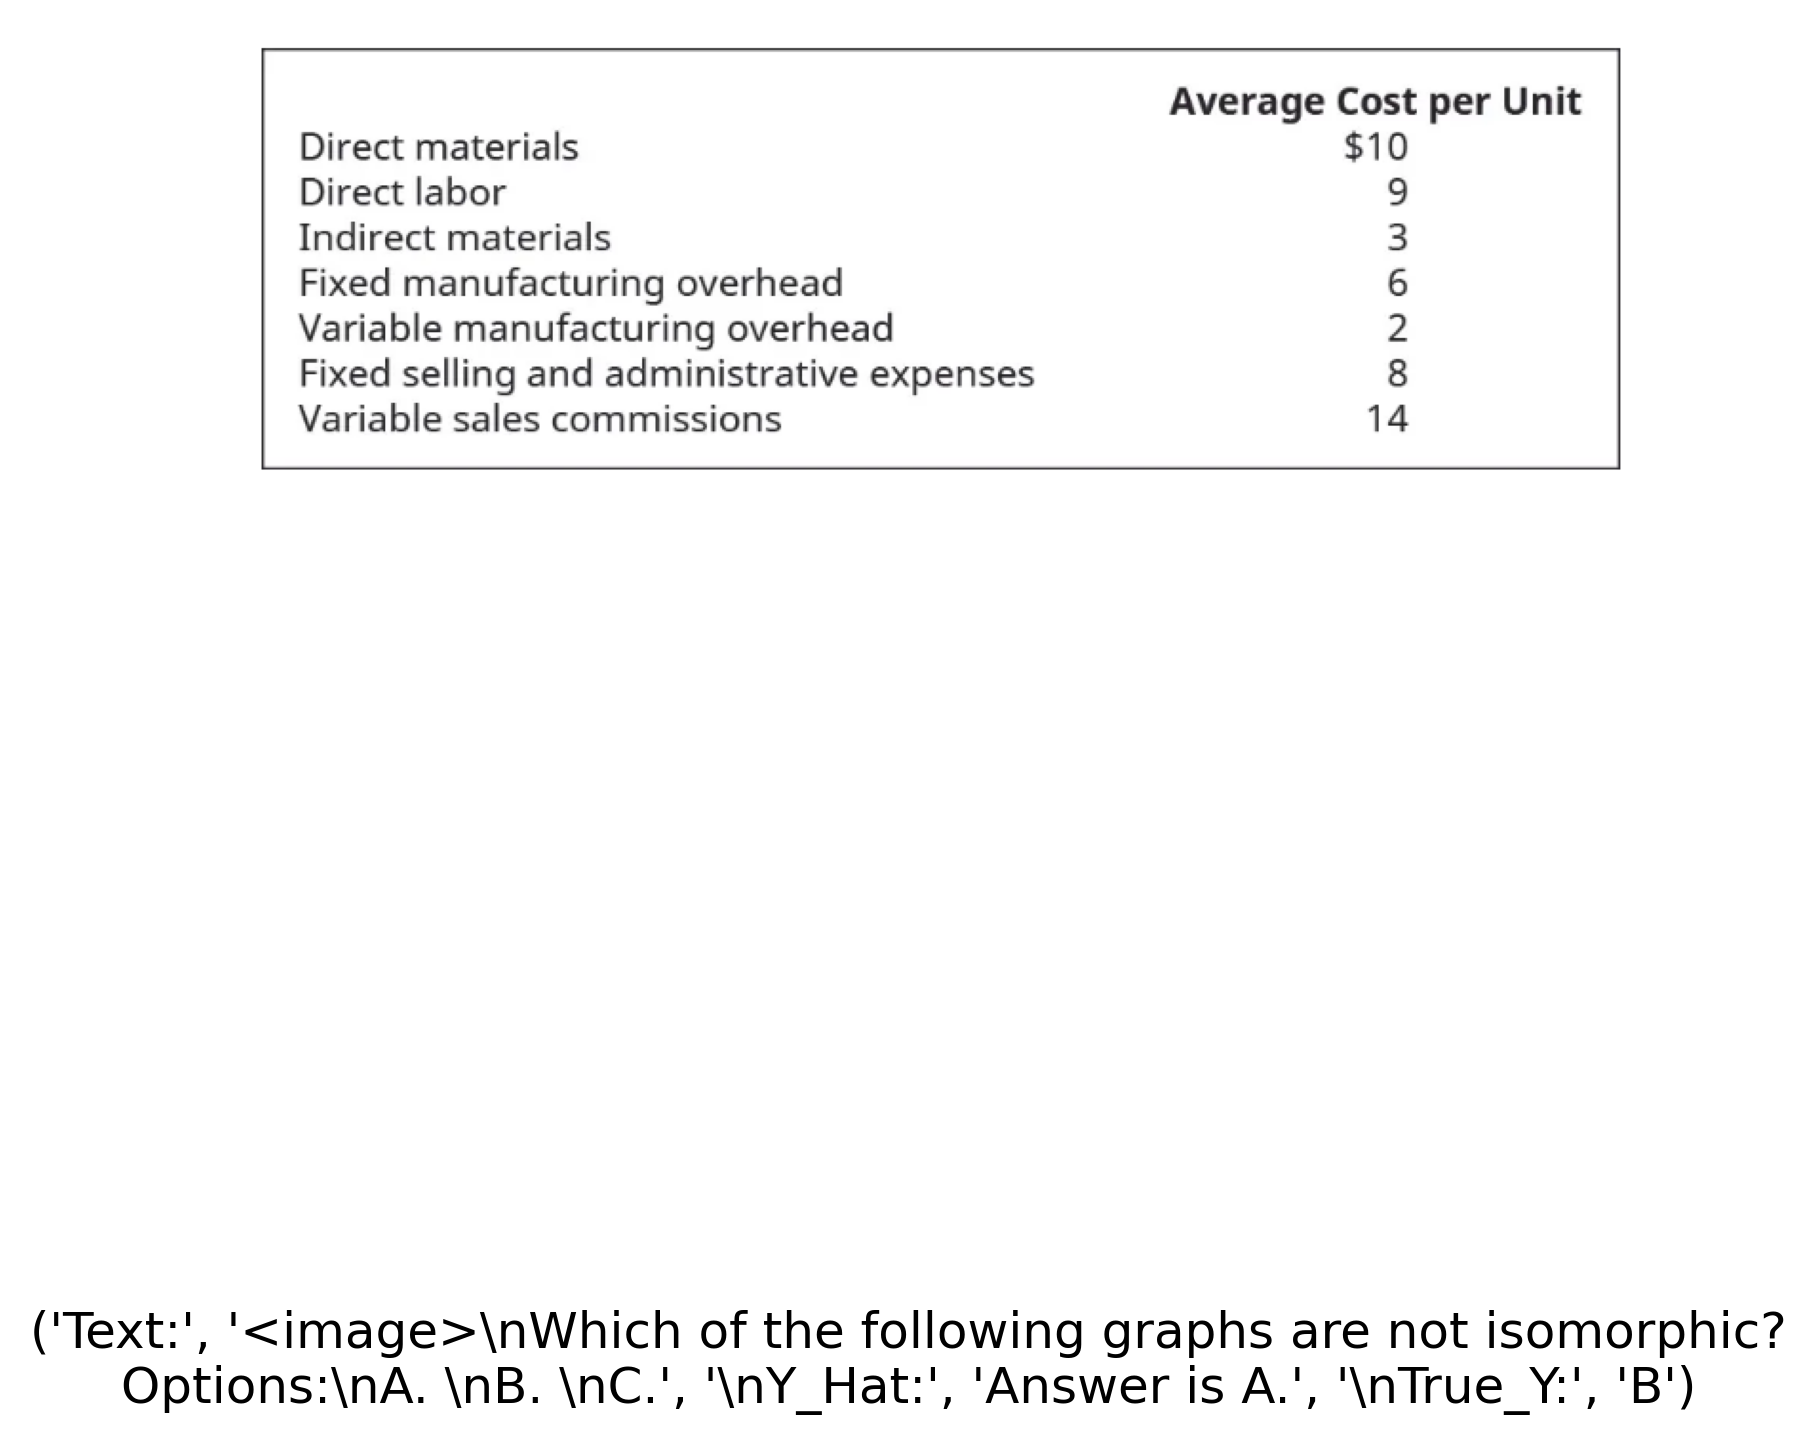 Average Cost per Unit
Direct materials $10
Direct labor 9
Indirect materials 3
Fixed manufacturing overhead 6
Variable manufacturing overhead 2
Fixed selling and administrative expenses 8
Variable sales commissions 14
('Text:', '<image>\nWhich of the following graphs are not isomorphic?
Options:\nA. \nB. \nC.', '\nY_Hat:', 'Answer is A.', '\nTrue_Y:', 'B')